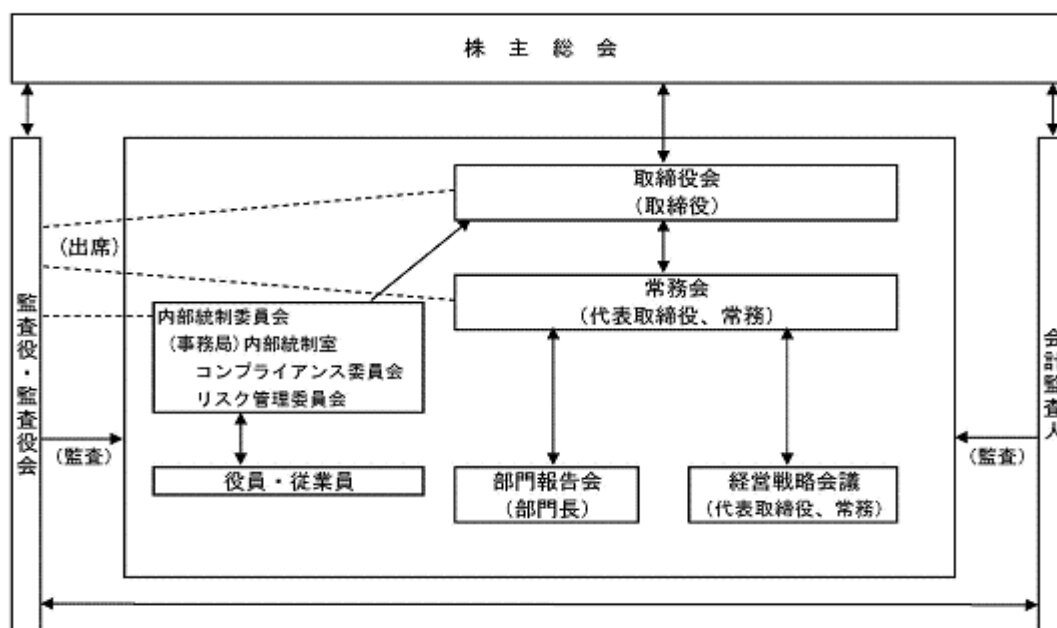 株主総会
取締役会
(取締役)
(出席)
常務会
(代表取締役、常務)
内部統制委員会
(事務局)内部統制室
コンプライアンス委員会
リスク管理委員会
監査役・監査役会
会計監査人
(監査)
(監査)
役員・従業員
部門報告会
(部門長)
経営戦略会議
(代表取締役、常務)